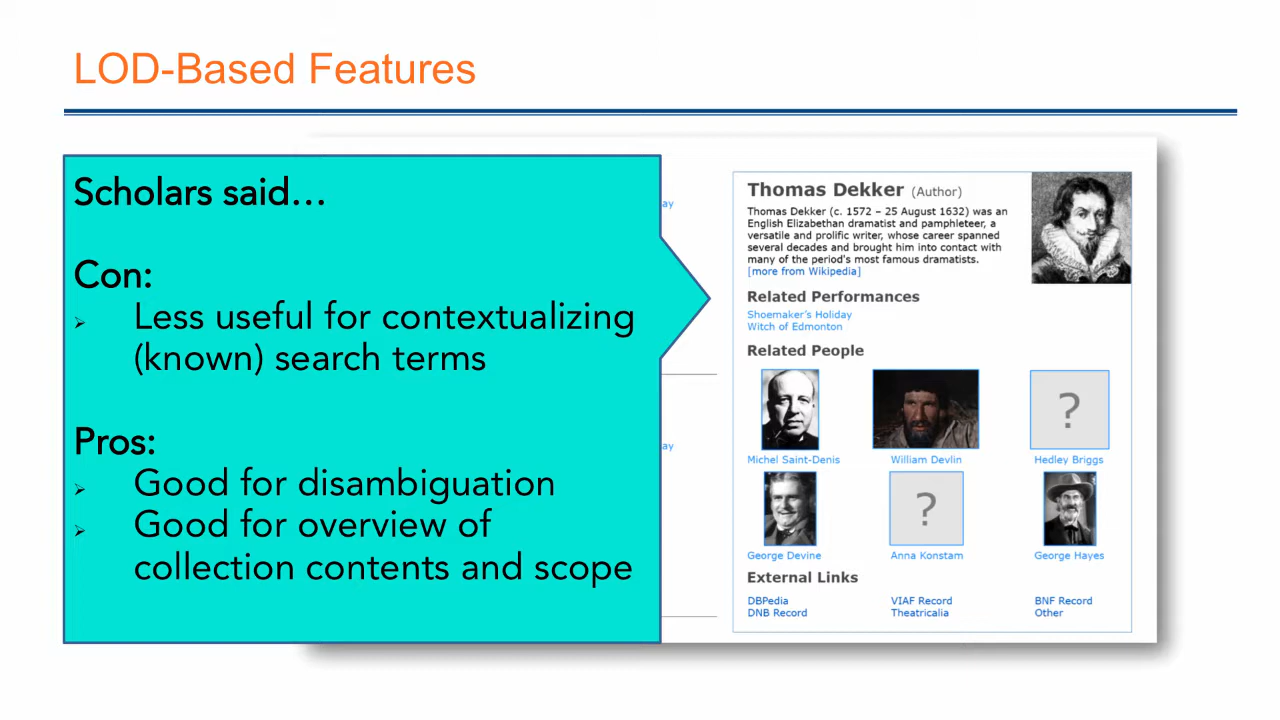 LOD-Based Features
Scholars said...
Con:
Less useful for contextualizing
(known) search terms
Pros:
Good for disambiguation
Good for overview of
collection contents and scope
ay
ay
Thomas Dekker (Author)
Thomas Dekker (c. 1572 – 25 August 1632) was an
English Elizabethan dramatist and pamphleteer, a
versatile and prolific writer, whose career spanned
several decades and brought him into contact with
many of the period's most famous dramatists.
[more from Wikipedia]
Related Performances
Shoemaker's Holiday
Witch of Edmonton
Related People
?
Michel Saint-Denis William Devlin Hedley Briggs
?
George Devine Anna Konstam George Hayes
External Links
DBPedia VIAF Record BNF Record
DNB Record Theatricalia Other